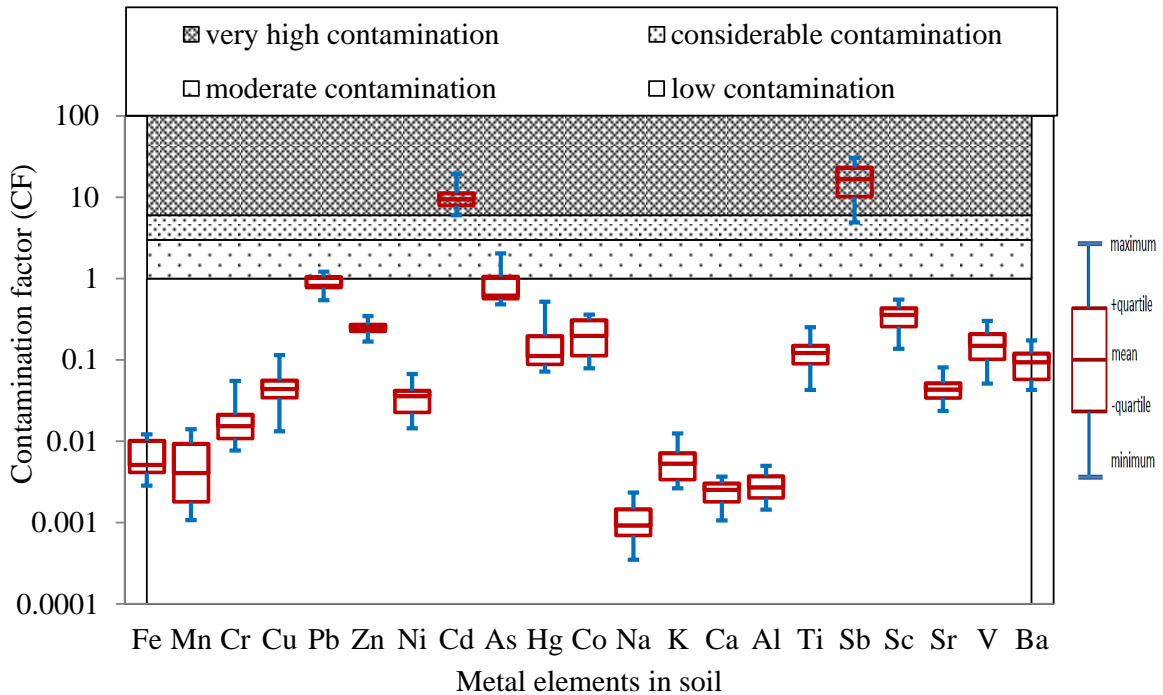 very high contamination
considerable contamination
moderate contamination
low contamination
Contamination factor (CF)
100
10
1
0.1
0.01
0.001
0.0001
maximum
+quartile
mean
-quartile
minimum
Fe Mn Cr Cu Pb Zn Ni Cd As Hg Co Na K Ca Al Ti Sb Sc Sr V Ba
Metal elements in soil